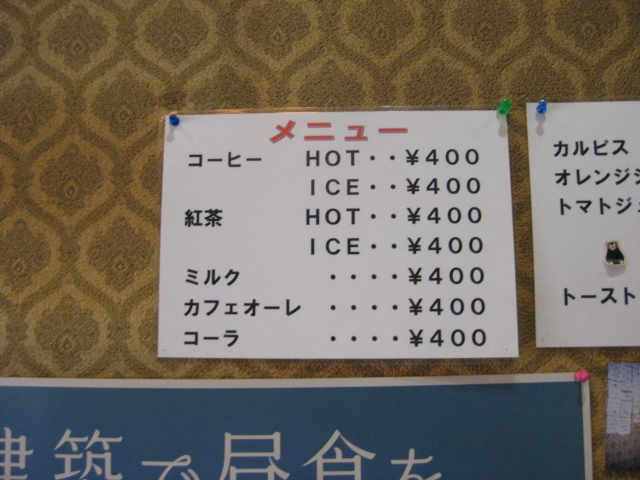 メニュー
コーヒー HOT・・¥400
ICE・・¥400
紅茶 HOT・・¥400
ICE・・¥400
ミルク ・・・・¥400
カフェオーレ ・・・・¥400
コーラ ・・・・¥400
カルピス
オレンジジ
トマトジュ
トースト
建築で昼食を